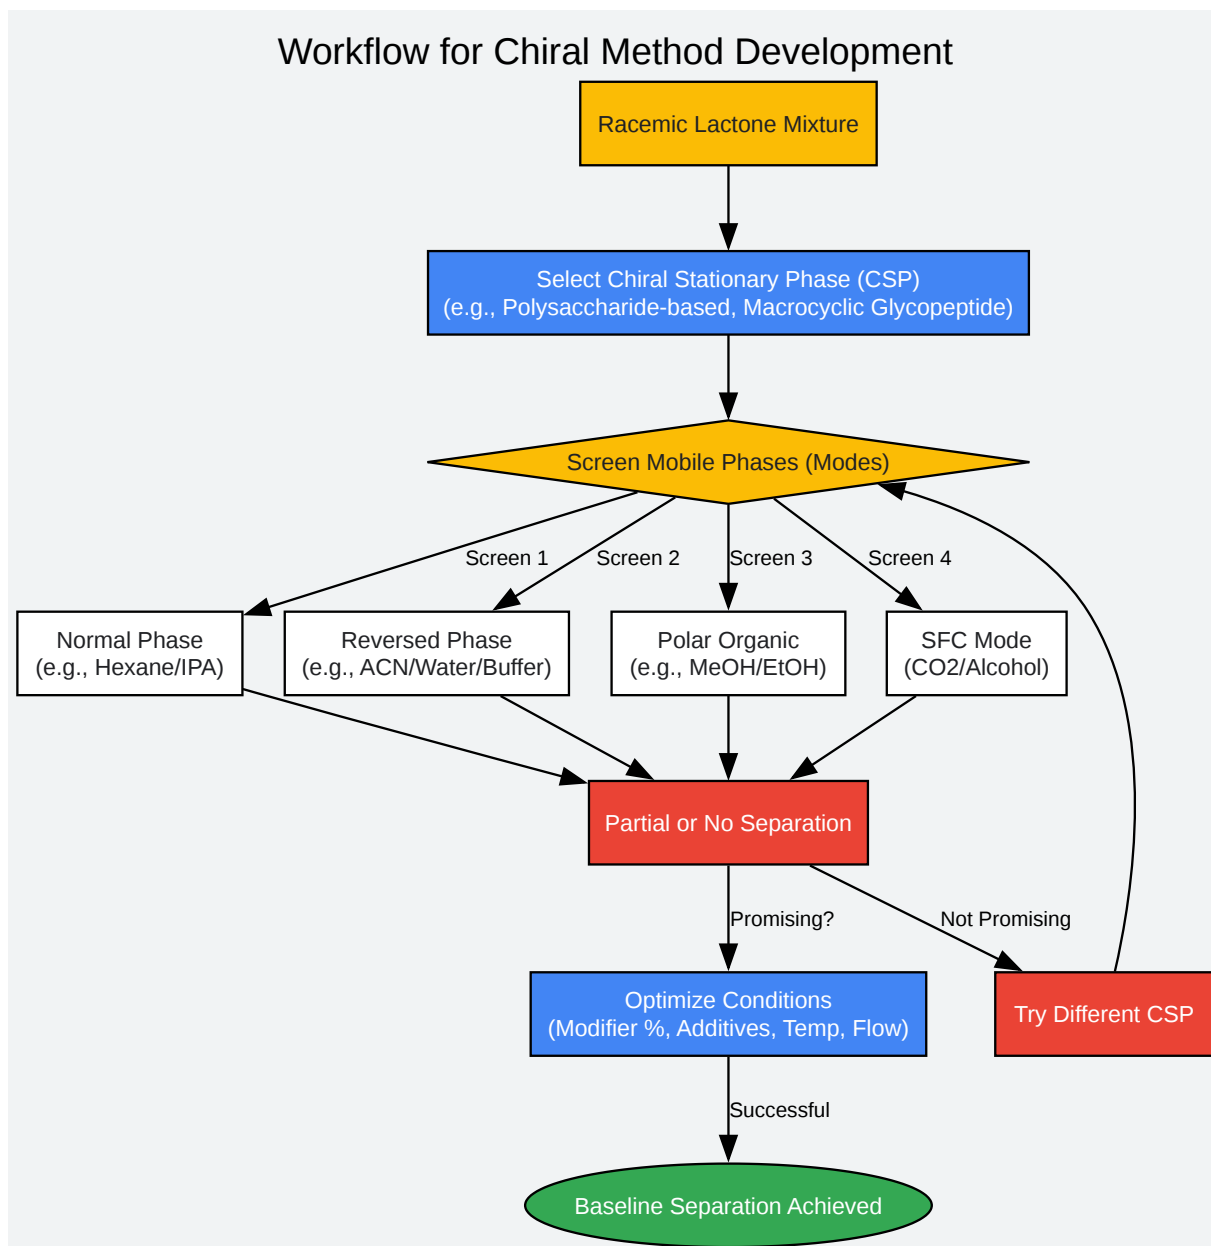 Workflow for Chiral Method Development
Racemic Lactone Mixture
Select Chiral Stationary Phase (CSP)
(e.g., Polysaccharide-based, Macrocyclic Glycopeptide)
Screen Mobile Phases (Modes)
Screen 1
Screen 2
Screen 3
Screen 4
Normal Phase
(e.g., Hexane/IPA)
Reversed Phase
(e.g., ACN/Water/Buffer)
Polar Organic
(e.g., MeOH/EtOH)
SFC Mode
(CO2/Alcohol)
Partial or No Separation
Promising?
Not Promising
Optimize Conditions
(Modifier %, Additives, Temp, Flow)
Try Different CSP
Successful
Baseline Separation Achieved